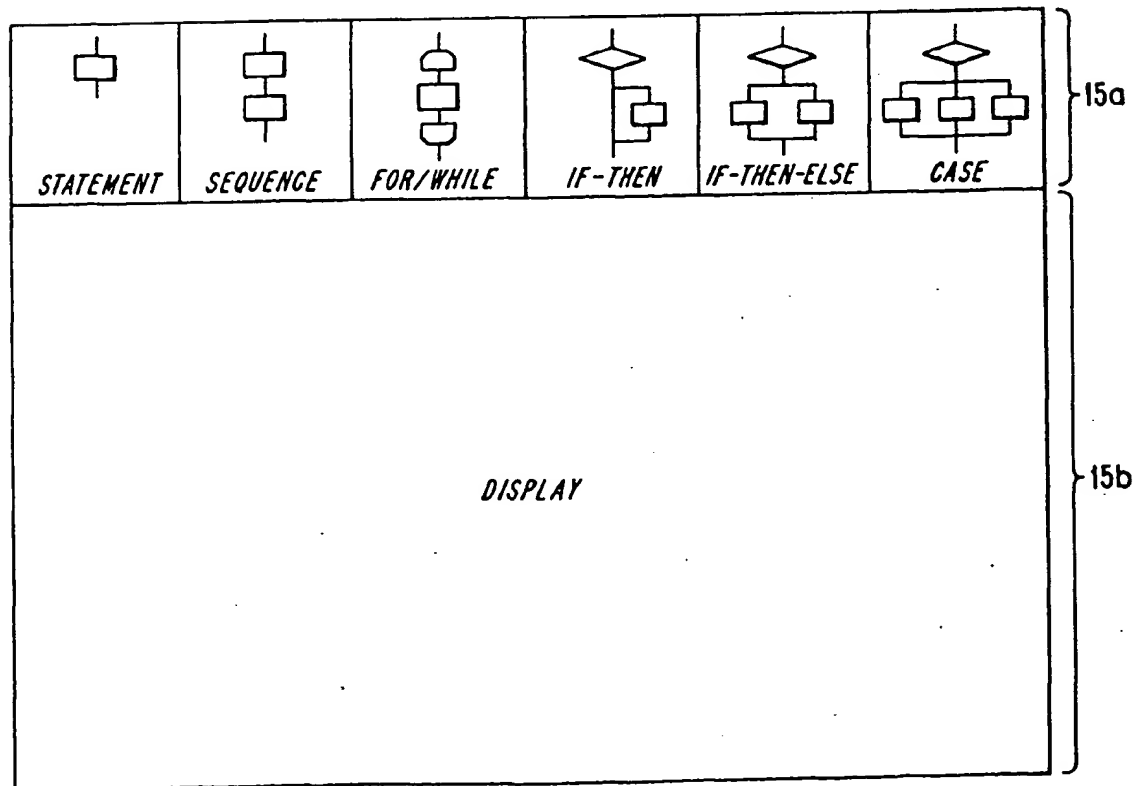 STATEMENT SEQUENCE FOR/WHILE IF-THEN IF-THEN-ELSE CASE
15a
DISPLAY
15b